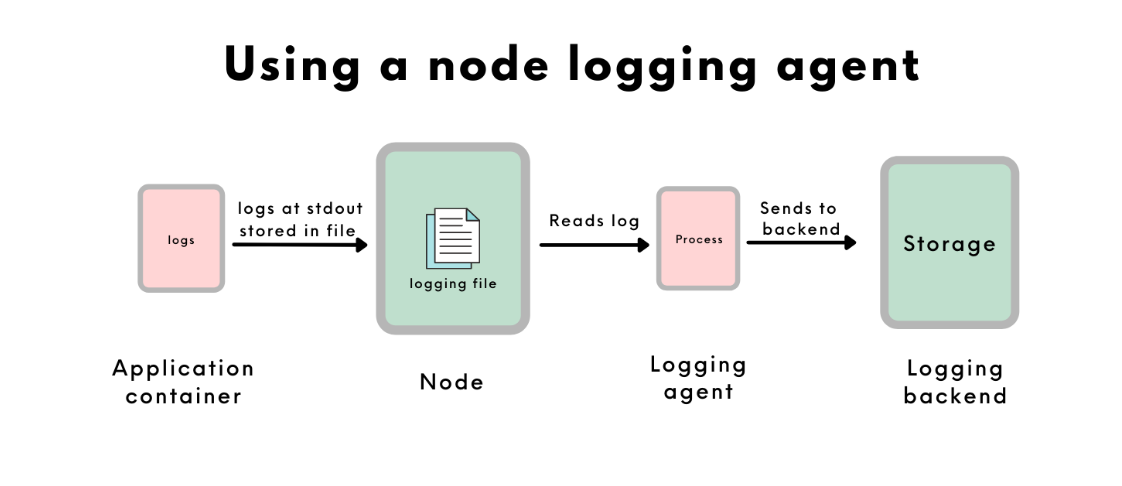 Using a node logging agent
logs
logs at stdout
stored in file
logging file
Reads log
Process
Sends to
backend
Storage
Application
container
Node
Logging
agent
Logging
backend